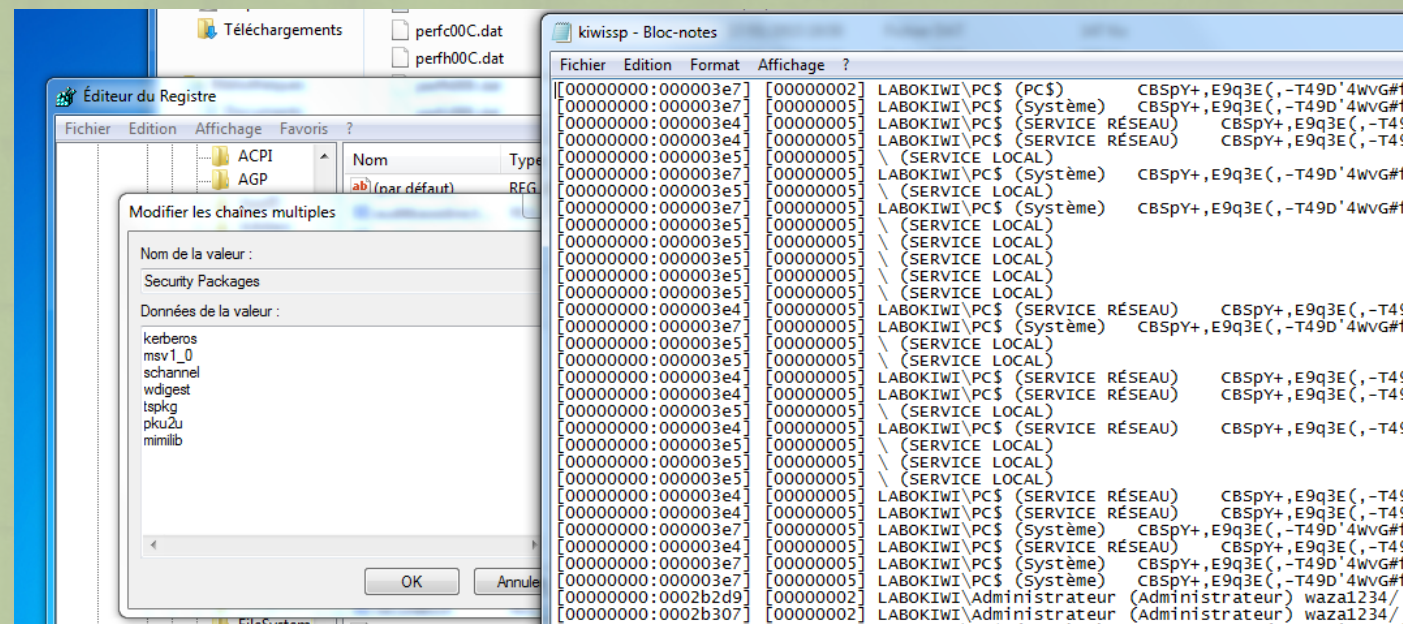 Téléchargements
perfc00C.dat
perfh00C.dat
Éditeur du Registre
Fichier Edition Affichage Favoris ?
ACPI
AGP
Nom Type
ab (par défaut) REG
Modifier les chaînes multiples
Nom de la valeur :
Security Packages
Données de la valeur :
kerberos
msv1_0
schannel
wdigest
tspkg
pku2u
mimilib
OK Annule
FileSystem
kiwissp - Bloc-notes
Fichier Edition Format Affichage ?
[00000000:000003e7] [00000002] LABOKIWI\PC$ (PC$) CBSpY+,E9q3E(,-T49D'4WvG#f
[00000000:000003e7] [00000005] LABOKIWI\PC$ (Système) CBSpY+,E9q3E(,-T49D'4WvG#f
[00000000:000003e4] [00000005] LABOKIWI\PC$ (SERVICE RÉSEAU) CBSpY+,E9q3E(,-T49
[00000000:000003e4] [00000005] LABOKIWI\PC$ (SERVICE RÉSEAU) CBSpY+,E9q3E(,-T49
[00000000:000003e5] [00000005] \ (SERVICE LOCAL)
[00000000:000003e7] [00000005] LABOKIWI\PC$ (Système) CBSpY+,E9q3E(,-T49D'4WvG#f
[00000000:000003e5] [00000005] \ (SERVICE LOCAL)
[00000000:000003e7] [00000005] LABOKIWI\PC$ (Système) CBSpY+,E9q3E(,-T49D'4WvG#f
[00000000:000003e5] [00000005] \ (SERVICE LOCAL)
[00000000:000003e5] [00000005] \ (SERVICE LOCAL)
[00000000:000003e5] [00000005] \ (SERVICE LOCAL)
[00000000:000003e5] [00000005] \ (SERVICE LOCAL)
[00000000:000003e5] [00000005] \ (SERVICE LOCAL)
[00000000:000003e4] [00000005] LABOKIWI\PC$ (SERVICE RÉSEAU) CBSpY+,E9q3E(,-T49
[00000000:000003e7] [00000005] LABOKIWI\PC$ (Système) CBSpY+,E9q3E(,-T49D'4WvG#f
[00000000:000003e5] [00000005] \ (SERVICE LOCAL)
[00000000:000003e5] [00000005] \ (SERVICE LOCAL)
[00000000:000003e4] [00000005] LABOKIWI\PC$ (SERVICE RÉSEAU) CBSpY+,E9q3E(,-T49
[00000000:000003e4] [00000005] LABOKIWI\PC$ (SERVICE RÉSEAU) CBSpY+,E9q3E(,-T49
[00000000:000003e5] [00000005] \ (SERVICE LOCAL)
[00000000:000003e4] [00000005] LABOKIWI\PC$ (SERVICE RÉSEAU) CBSpY+,E9q3E(,-T49
[00000000:000003e5] [00000005] \ (SERVICE LOCAL)
[00000000:000003e5] [00000005] \ (SERVICE LOCAL)
[00000000:000003e5] [00000005] \ (SERVICE LOCAL)
[00000000:000003e4] [00000005] LABOKIWI\PC$ (SERVICE RÉSEAU) CBSpY+,E9q3E(,-T49
[00000000:000003e4] [00000005] LABOKIWI\PC$ (SERVICE RÉSEAU) CBSpY+,E9q3E(,-T49
[00000000:000003e7] [00000005] LABOKIWI\PC$ (Système) CBSpY+,E9q3E(,-T49D'4WvG#f
[00000000:000003e4] [00000005] LABOKIWI\PC$ (SERVICE RÉSEAU) CBSpY+,E9q3E(,-T49
[00000000:000003e7] [00000005] LABOKIWI\PC$ (Système) CBSpY+,E9q3E(,-T49D'4WvG#f
[00000000:000003e7] [00000005] LABOKIWI\PC$ (Système) CBSpY+,E9q3E(,-T49D'4WvG#f
[00000000:0002b2d9] [00000002] LABOKIWI\Administrateur (Administrateur) waza1234/
[00000000:0002b307] [00000002] LABOKIWI\Administrateur (Administrateur) waza1234/